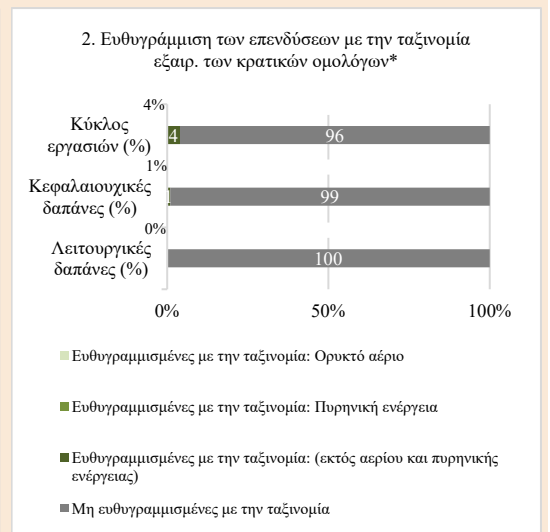 2. Ευθυγράμμιση των επενδύσεων με την ταξινομία
εξαιρ. των κρατικών ομολόγων*
4%
Κύκλος
εργασιών (%)
4
96
1%
Κεφαλαιουχικές
δαπάνες (%)
1
99
0%
Λειτουργικές
δαπάνες (%)
100
0%
50%
100%
Ευθυγραμμισμένες με την ταξινομία: Ορυκτό αέριο
Ευθυγραμμισμένες με την ταξινομία: Πυρηνική ενέργεια
Ευθυγραμμισμένες με την ταξινομία: (εκτός αερίου και πυρηνικής
ενέργειας)
Μη ευθυγραμμισμένες με την ταξινομία